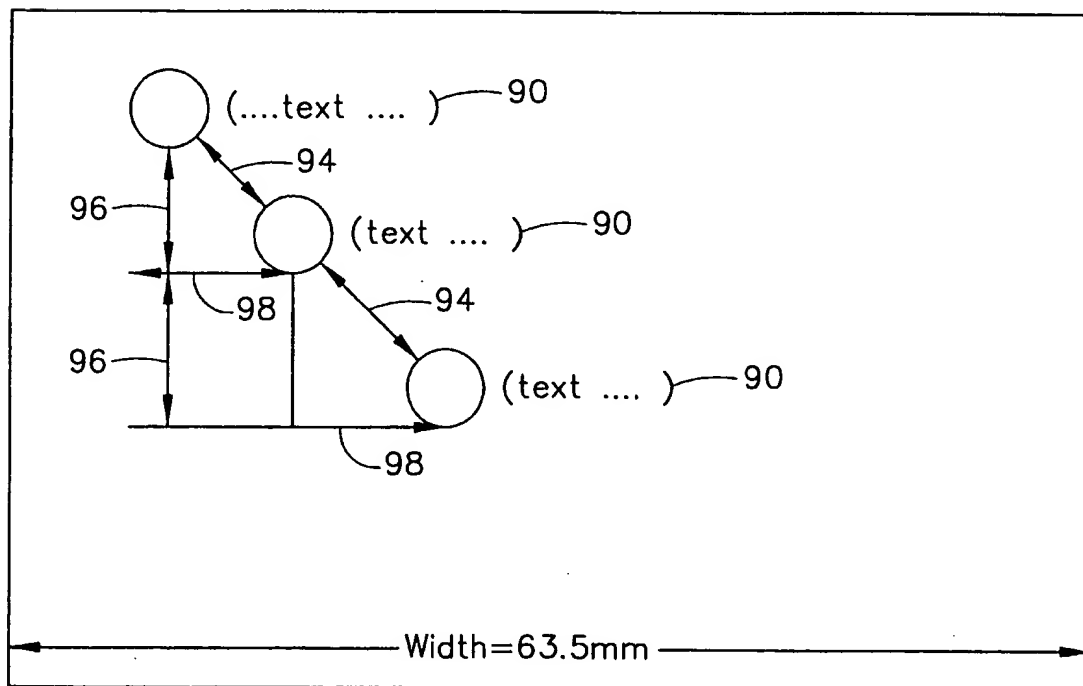 (....text .... ) 90
94
96
(text .... ) 90
98
94
96
(text .... ) 90
98
Width=63.5mm